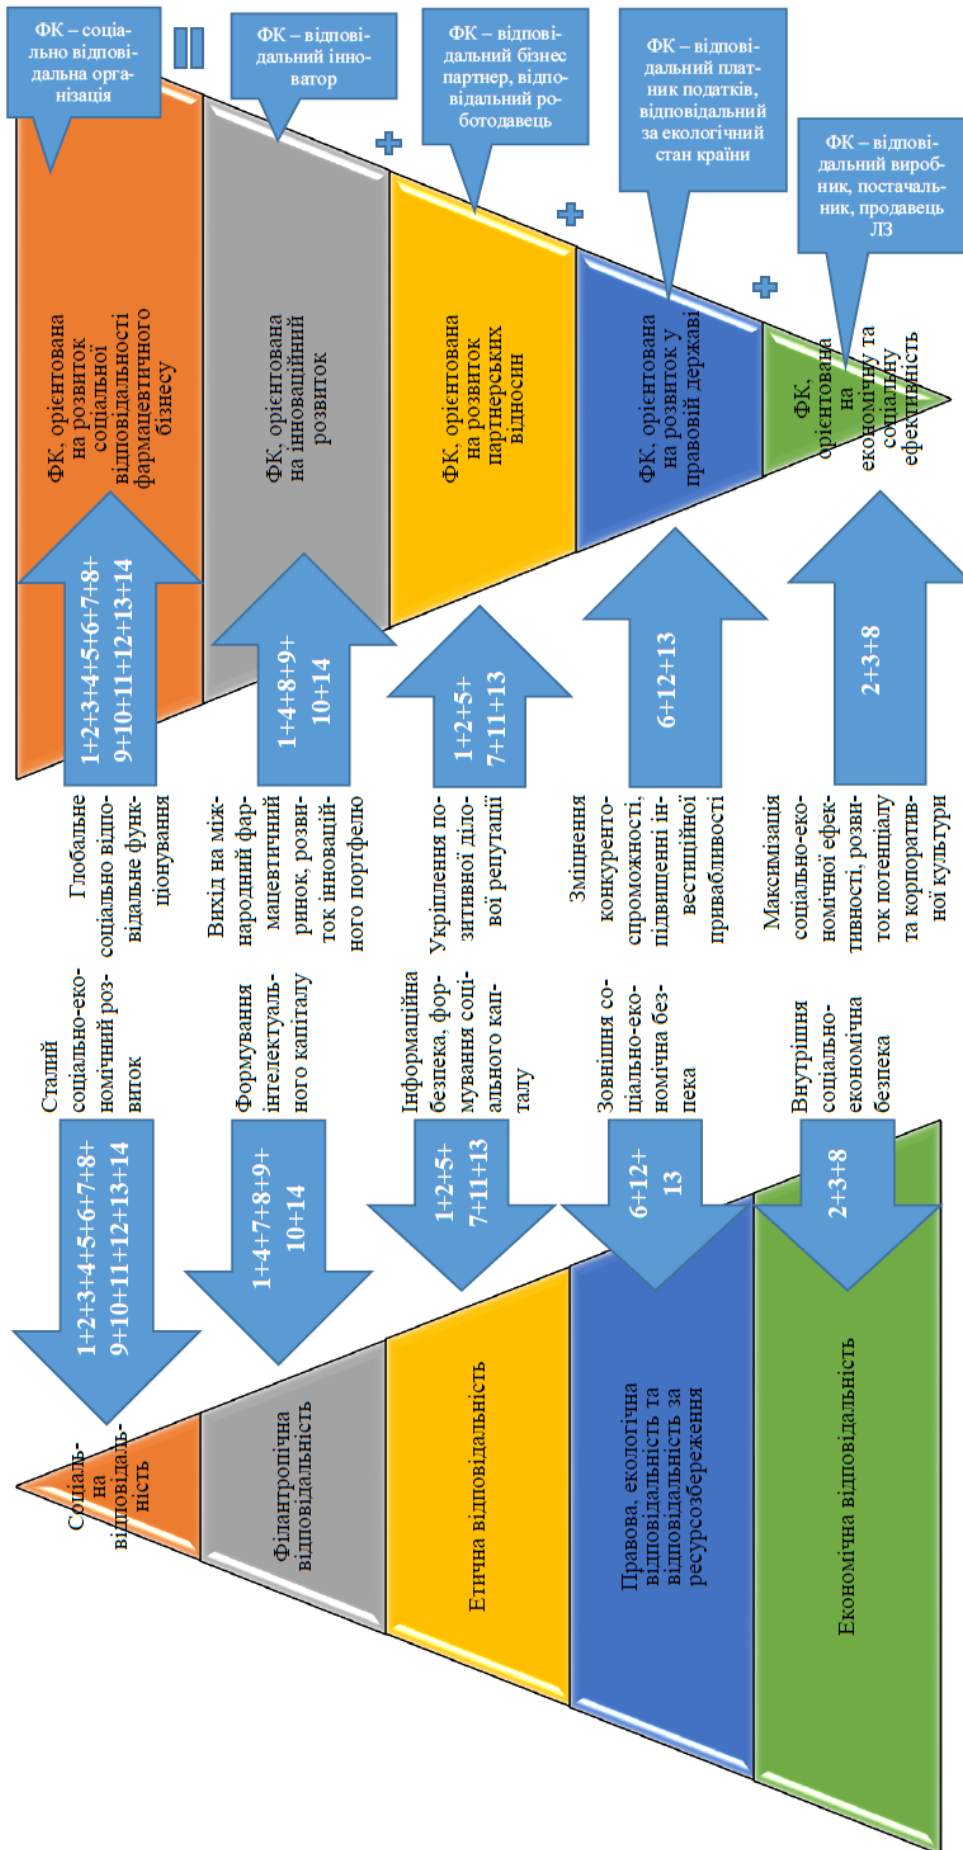 Соціаль-
на
відповідаль-
ність
1+2+3+4+5+6+7+8+
9+10+11+12+13+14
Сталий
соціально-еко-
номічний роз-
виток
Глобальне
соціально відпо-
відальне функ-
ціонування
1+2+3+4+5+6+7+8+
9+10+11+12+13+14
ФК, орієнтована
на розвиток
соціальної
відповідальності
фармацевтичного
бізнесу
ФК – соціа-
льно відпові-
дальна орга-
нізація
Філантропічна
відповідальність
1+4+7+8+9+
10+14
Формування
інтелектуаль-
ного капіталу
Вихід на між-
народний фар-
мацевтичний
ринок, розви-
ток інновацій-
ного портфелю
1+4+8+9+
10+14
ФК, орієнтована
на інноваційний
розвиток
ФК – відпові-
дальний інно-
ватор
Етична відповідальність
1+2+5+
7+11+13
Інформаційна
безпека, фор-
мування соці-
ального кап-
талу
Укріплення по-
зитивної діло-
вої репутації
1+2+5+
7+11+13
ФК, орієнтована
на розвиток
партнерських
відносин
ФК – відпові-
дальний бізнес
партнер, відпо-
відальний ро-
ботодавець
Правова, екологічна
відповідальність та
відповідальність за
ресурсозбереження
6+12+
13
Зовнішня со-
ціально-еко-
номічна без-
пека
Зміцнення
конкуренто-
спроможності,
підвищенні ін-
вестиційної
привабливості
6+12+13
ФК, орієнтована
на розвиток у
правовій державі
ФК – відпові-
дальний плат-
ник податків,
відповідальний
за екологічний
стан країни
Економічна відповідальність
2+3+8
Внутрішня
соціально-
економічна
безпека
Максимізація
соціально-еко-
номічної ефек-
тивності, розви-
ток потенціалу
та корпоратив-
ної культури
2+3+8
ФК,
орієнтована
на
економічну та
соціальну
ефективність
ФК – відпові-
дальний вироб-
ник, постачаль-
ник, продавець
ЛЗ